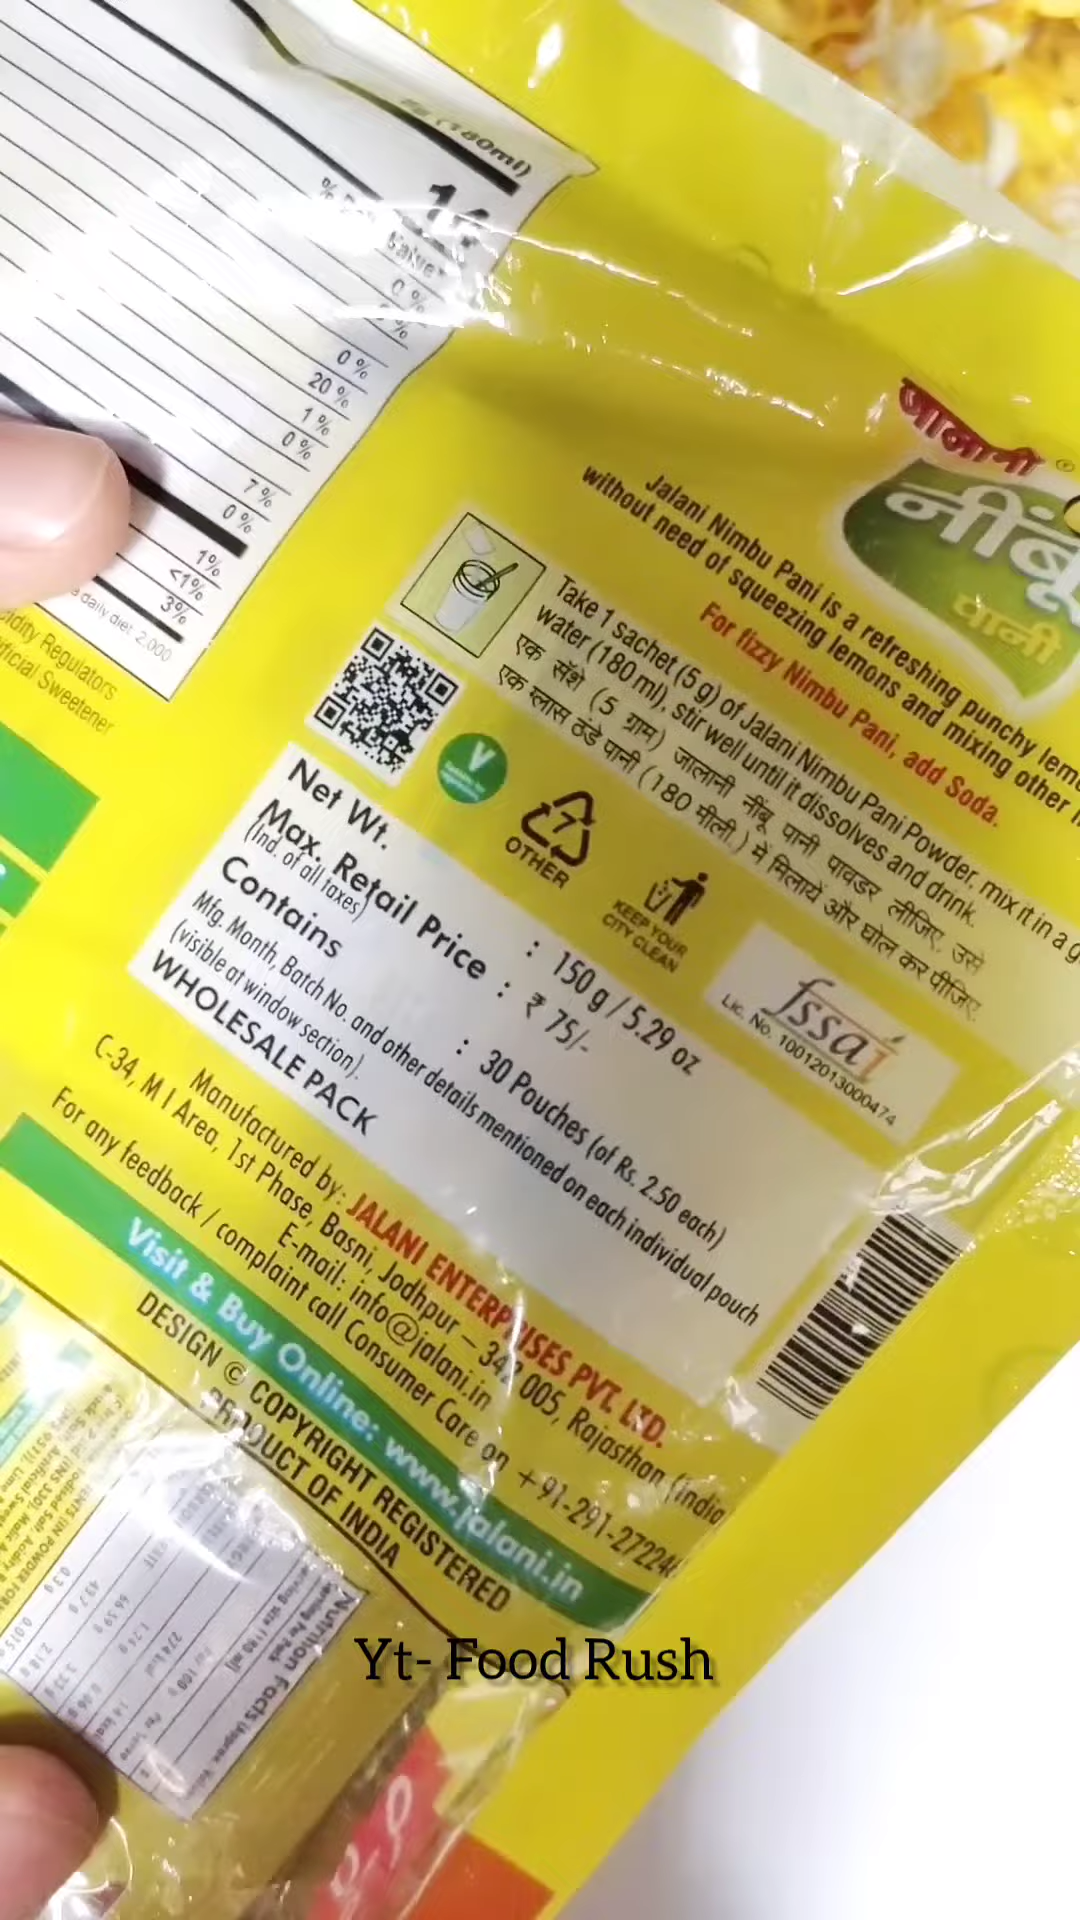 (180ml)
14
Value*
0 %
0 %
20 %
1 %
0 %
7 %
0 %
1%
<1%
3%
daily diet 2,000
Regulators
Sweetener
जालानी
®
नींबू
पानी
Jalani Nimbu Pani is a refreshing punchy
without need of squeezing lemons and mixing other
For fizzy Nimbu Pani, add Soda.
Take 1 sachet (5 g) of Jalani Nimbu Pani Powder, mix it in a
water (180 ml), stir well until it dissolves and drink.
एक सॅशे (5 ग्राम) जालानी नींबू पानी पावडर लीजिए, उसे
एक ग्लास ठंडे पानी (180 मीली.) में मिलायें और घोल कर पीजिए
V
7
OTHER
KEEP YOUR
CITY CLEAN
fssai
Lic. No. 10012013000474
Net Wt. : 150 g / 5.29 oz
Max. Retail Price : ₹ 75/-
(Ind. of all taxes)
Contains : 30 Pouches (of Rs. 2.50 each)
Mfg. Month, Batch No. and other details mentioned on each individual pouch
(visible at window section).
WHOLESALE PACK
Manufactured by: JALANI ENTERPRISES PVT. LTD.
C-34, M I Area, 1st Phase, Basni, Jodhpur – 342 005, Rajasthan (India
E-mail: info@jalani.in
For any feedback / complaint call Consumer Care on +91-291-27224
Visit & Buy Online: www.jalani.in
DESIGN © COPYRIGHT REGISTERED
PRODUCT OF INDIA
Nutrition Facts
Yt- Food Rush